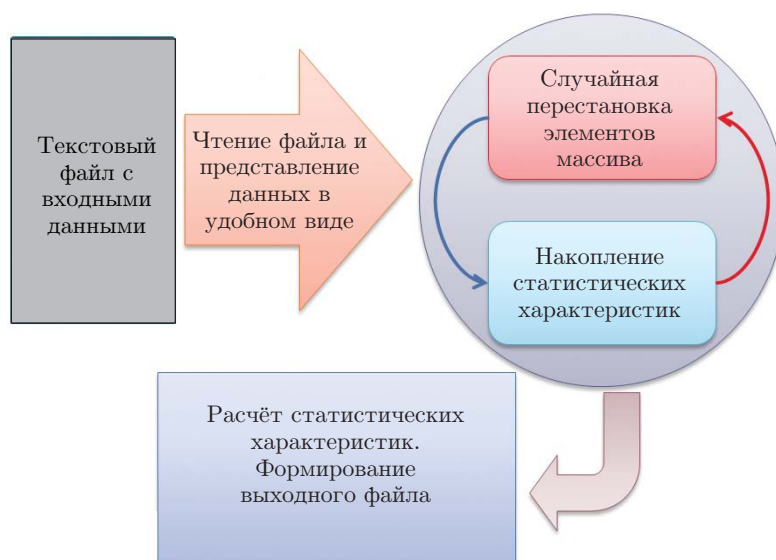 Текстовый
файл с
входными
данными
Чтение файла и
представление
данных в
удобном виде
Случайная
перестановка
элементов
массива
Накопление
статистических
характеристик
Расчёт статистических
характеристик.
Формирование
выходного файла